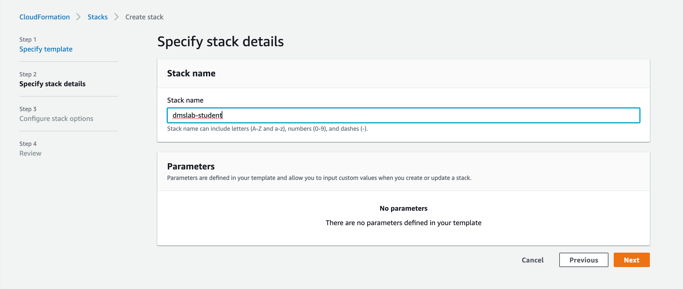 CloudFormation > Stacks > Create stack
Step 1
Specify template
Step 2
Specify stack details
Step 3
Configure stack options
Step 4
Review
Specify stack details
Stack name
Stack name
dmslab-student
Stack name can include letters (A-Z and a-z), numbers (0-9), and dashes (-).
Parameters
Parameters are defined in your template and allow you to input custom values when you create or update a stack.
No parameters
There are no parameters defined in your template
Cancel
Previous
Next